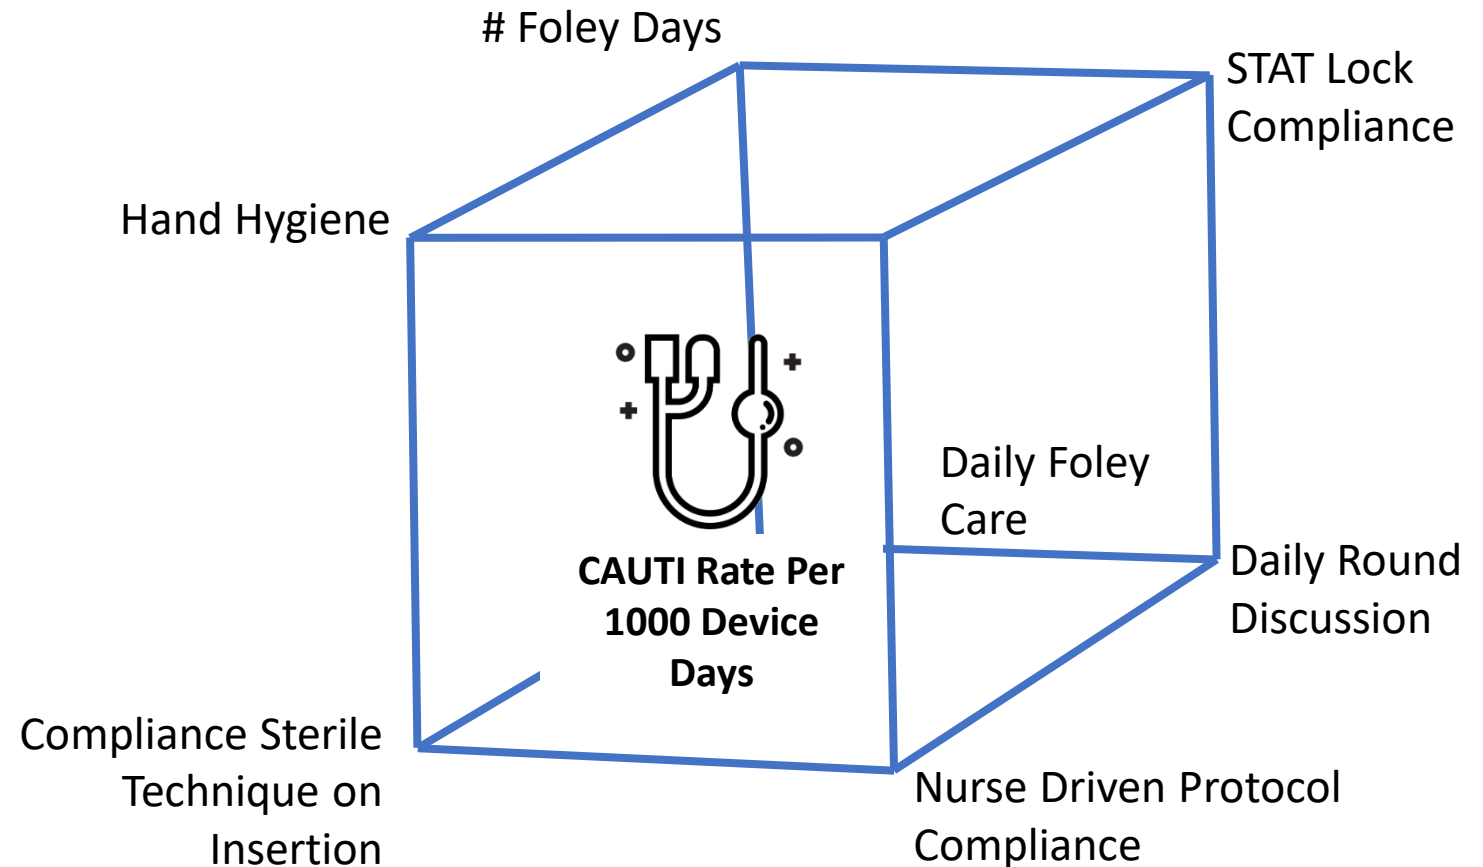 # Foley Days
STAT Lock
Compliance
Hand Hygiene
Daily Foley
Care
CAUTI Rate Per
1000 Device
Days
Daily Round
Discussion
Compliance Sterile
Technique on
Insertion
Nurse Driven Protocol
Compliance